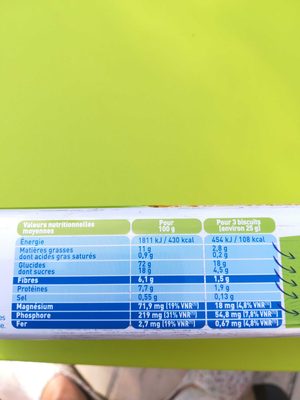 Valeurs nutritionnelles moyennes Pour 100 g Pour 3 biscuits (environ 25 g)
Énergie 1811 kJ / 430 kcal 454 kJ / 108 kcal
Matières grasses 11 g 2,8 g
dont acides gras saturés 0,9 g 0,2 g
Glucides 72 g 18 g
dont sucres 18 g 4,5 g
Fibres 6,1 g 1,5 g
Protéines 7,7 g 1,9 g
Sel 0,55 g 0,13 g
Magnésium 71,9 mg (19% VNR*) 18 mg (4,8% VNR*)
Phosphore 219 mg (31% VNR*) 54,8 mg (7,8% VNR*)
Fer 2,7 mg (19% VNR*) 0,67 mg (4,8% VNR*)